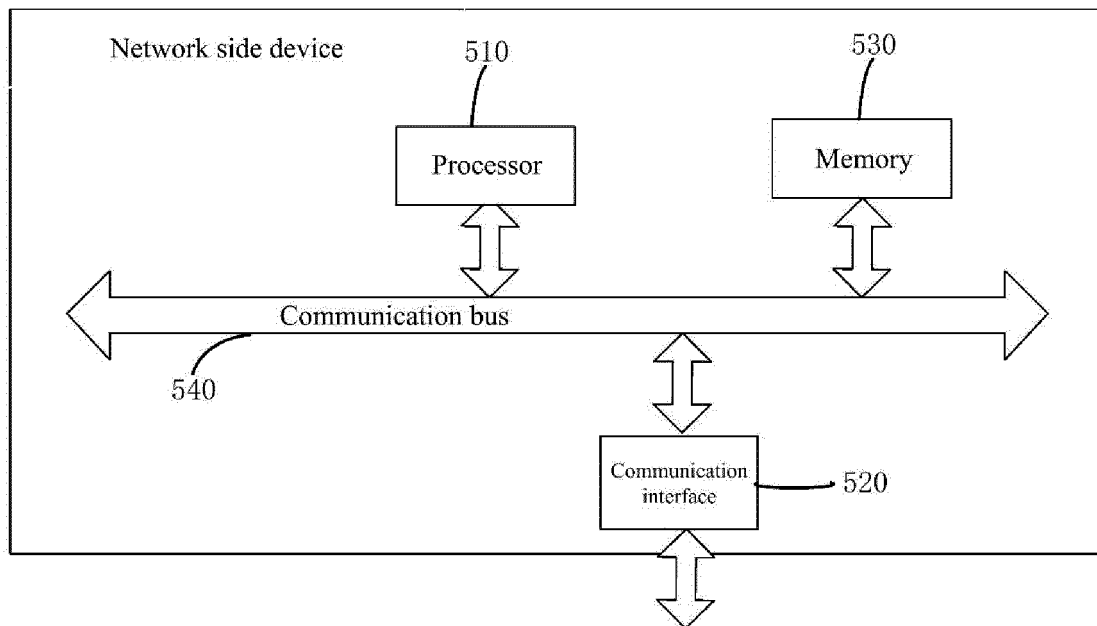 Network side device
510
530
Processor
Memory
Communication bus
540
Communication
interface
520